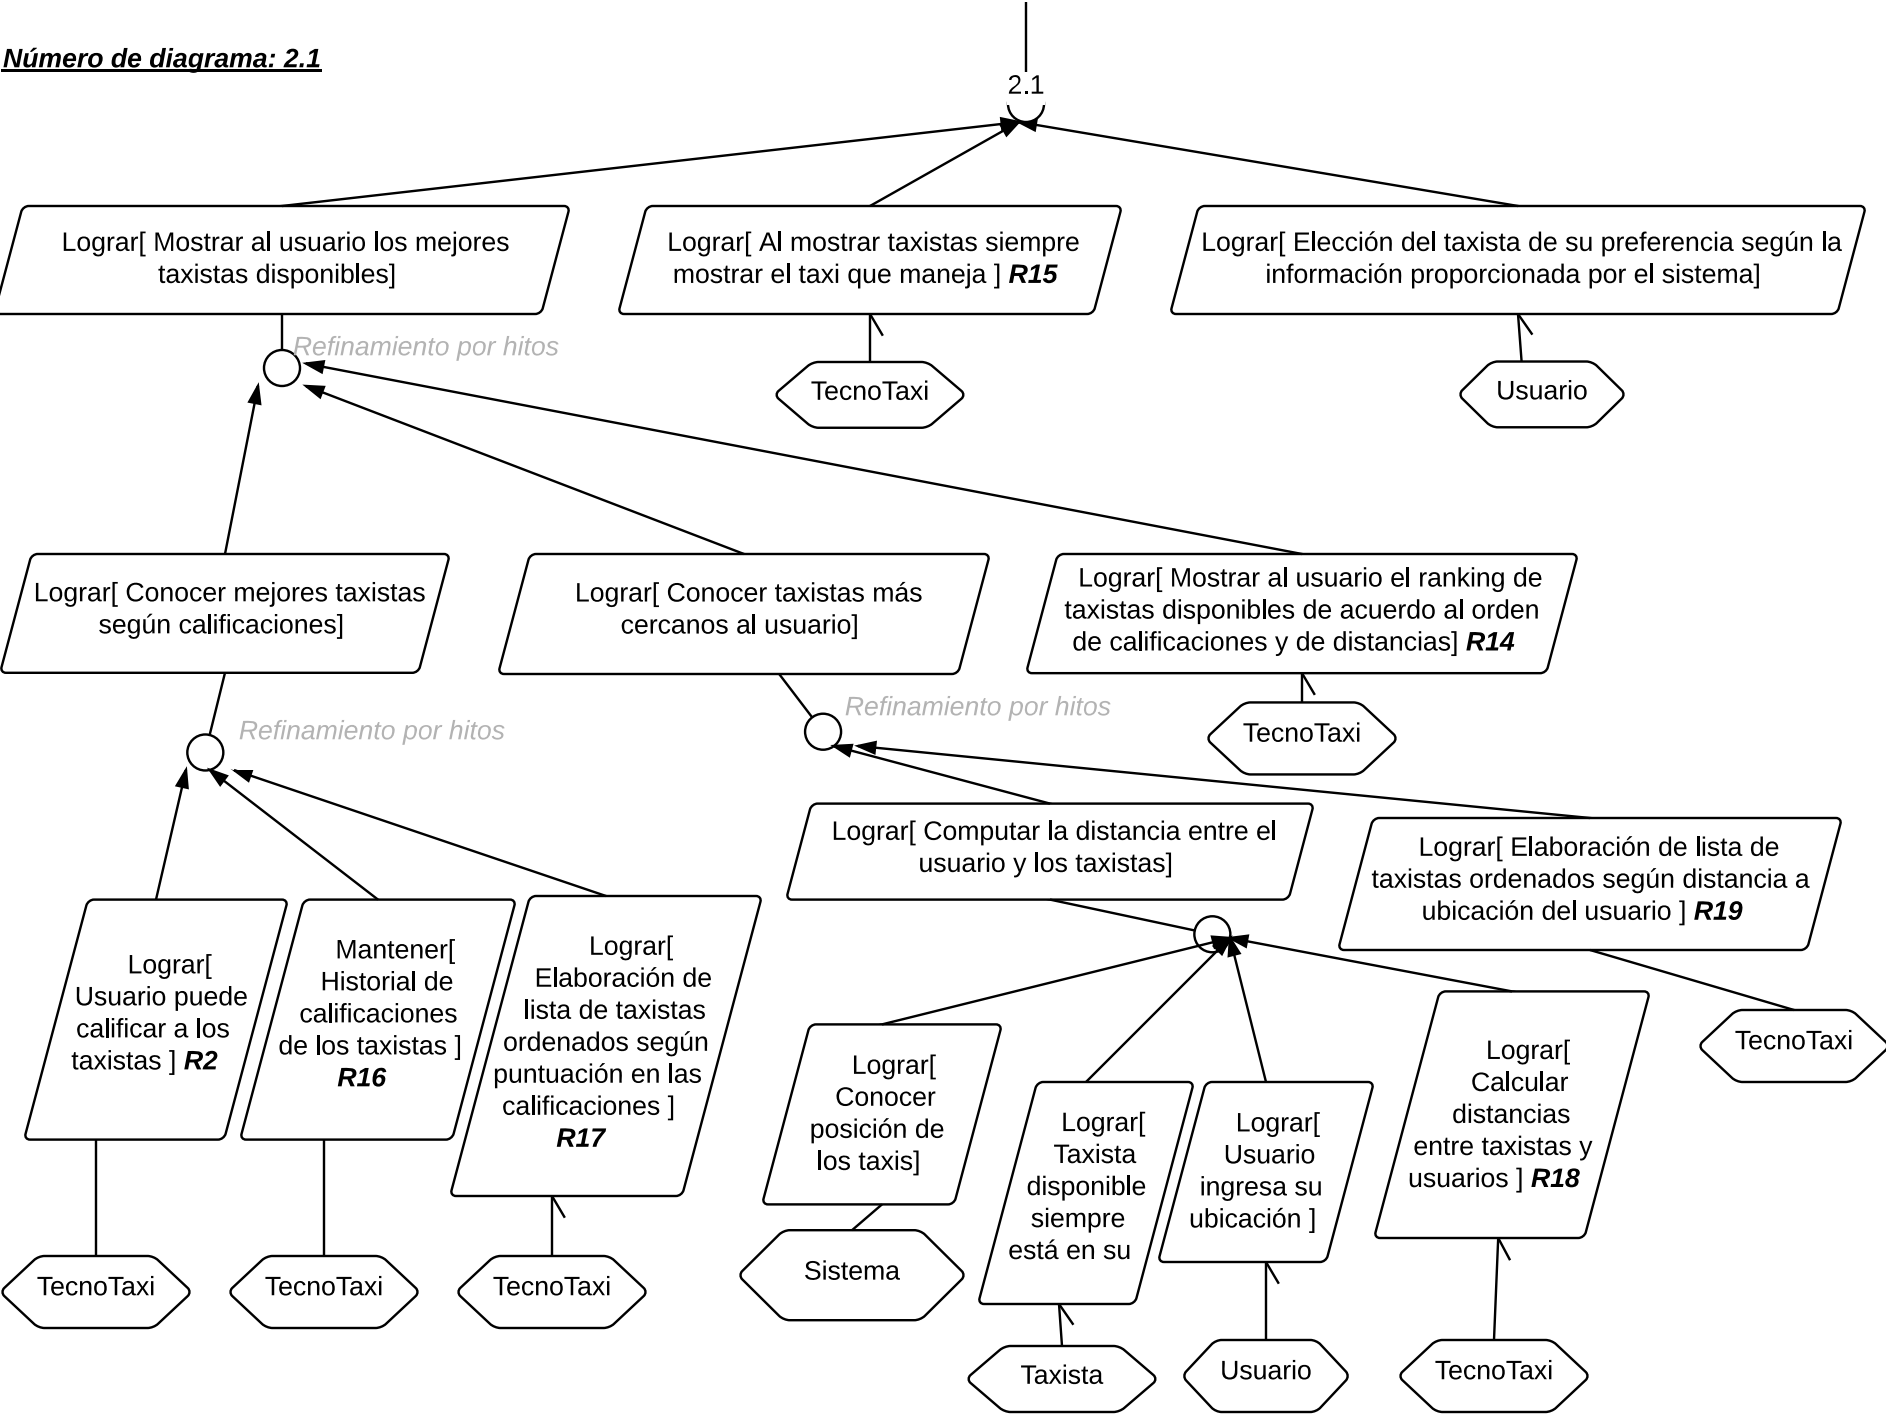 Número de diagrama: 2.1
2.1
Lograr[ Mostrar al usuario los mejores
taxistas disponibles]
Lograr[ Al mostrar taxistas siempre
mostrar el taxi que maneja ] R15
Lograr[ Elección del taxista de su preferencia según la
información proporcionada por el sistema]
Refinamiento por hitos
TecnoTaxi
Usuario
Lograr[ Conocer mejores taxistas
según calificaciones]
Lograr[ Conocer taxistas más
cercanos al usuario]
Lograr[ Mostrar al usuario el ranking de
taxistas disponibles de acuerdo al orden
de calificaciones y de distancias] R14
Refinamiento por hitos
Refinamiento por hitos
TecnoTaxi
Lograr[ Computar la distancia entre el
usuario y los taxistas]
Lograr[ Elaboración de lista de
taxistas ordenados según distancia a
ubicación del usuario ] R19
Lograr[
Usuario puede
calificar a los
taxistas ] R2
Mantener[
Historial de
calificaciones
de los taxistas ]
R16
Lograr[
Elaboración de
lista de taxistas
ordenados según
puntuación en las
calificaciones ]
R17
Lograr[
Conocer
posición de
los taxis]
Lograr[
Taxista
disponible
siempre
está en su
Lograr[
Usuario
ingresa su
ubicación ]
Lograr[
Calcular
distancias
entre taxistas y
usuarios ] R18
TecnoTaxi
TecnoTaxi
TecnoTaxi
TecnoTaxi
Sistema
Taxista
Usuario
TecnoTaxi